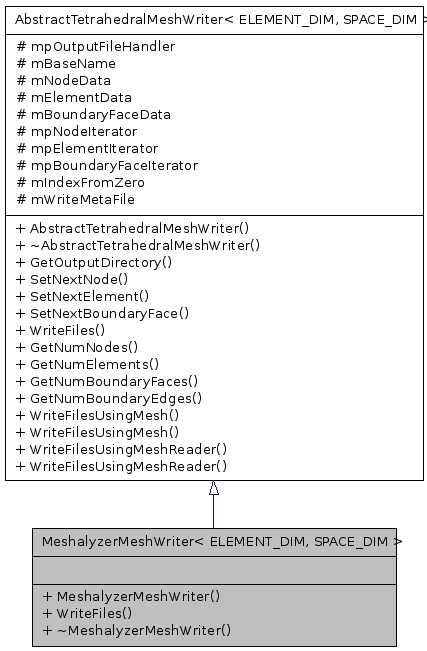 AbstractTetrahedralMeshWriter< ELEMENT_DIM, SPACE_DIM >
# mpOutputFileHandler
# mBaseName
# mNodeData
# mElementData
# mBoundaryFaceData
# mpNodeIterator
# mpElementIterator
# mpBoundaryFaceIterator
# mIndexFromZero
# mWriteMetaFile
+ AbstractTetrahedralMeshWriter()
+ ~AbstractTetrahedralMeshWriter()
+ GetOutputDirectory()
+ SetNextNode()
+ SetNextElement()
+ SetNextBoundaryFace()
+ WriteFiles()
+ GetNumNodes()
+ GetNumElements()
+ GetNumBoundaryFaces()
+ GetNumBoundaryEdges()
+ WriteFilesUsingMesh()
+ WriteFilesUsingMesh()
+ WriteFilesUsingMeshReader()
+ WriteFilesUsingMeshReader()
MeshalyzerMeshWriter< ELEMENT_DIM, SPACE_DIM >
+ MeshalyzerMeshWriter()
+ WriteFiles()
+ ~MeshalyzerMeshWriter()